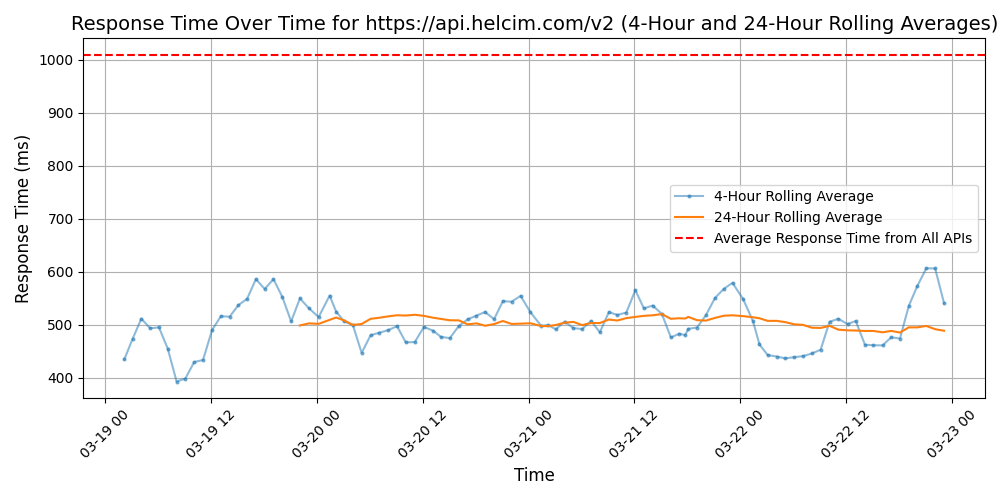 Response Time Over Time for https://api.helcim.com/v2 (4-Hour and 24-Hour Rolling Averages)
Response Time (ms)
1000
900
800
700
600
500
400
4-Hour Rolling Average
24-Hour Rolling Average
Average Response Time from All APIs
03-19 00
03-19 12
03-20 00
03-20 12
03-21 00
03-21 12
03-22 00
03-22 12
03-23 00
Time